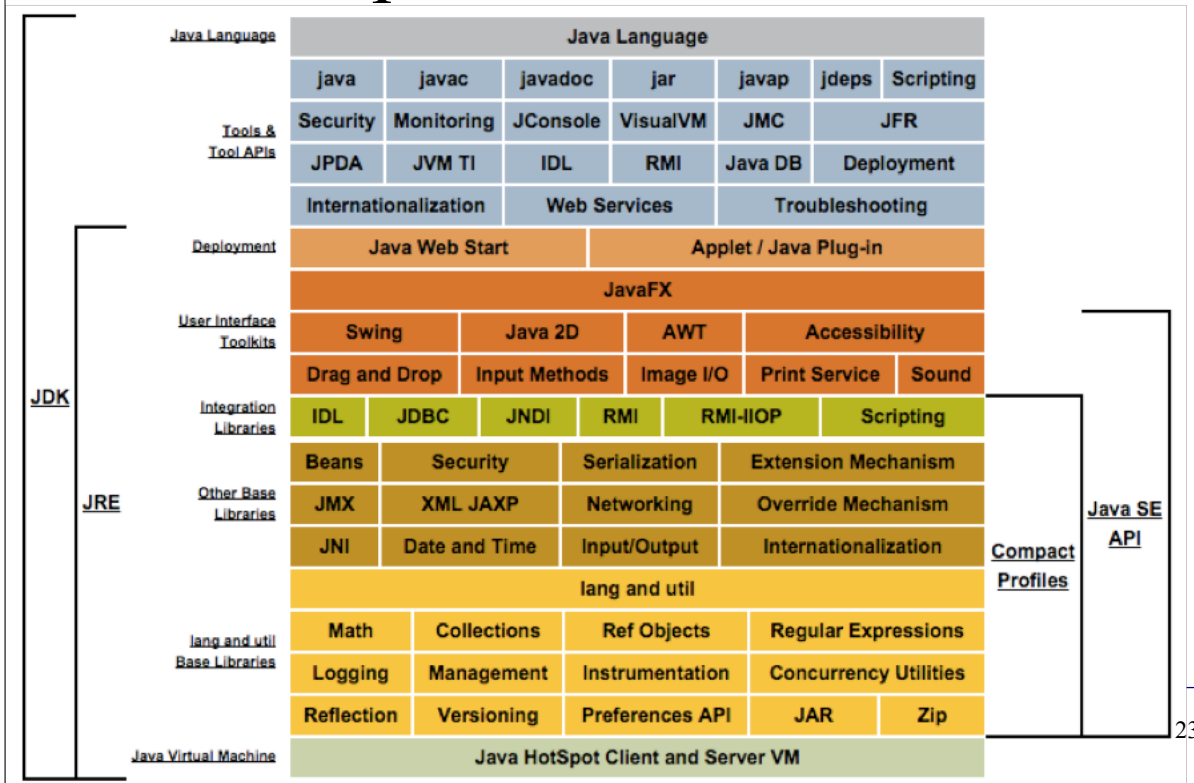 Java Language Java Language
java javac javadoc jar javap jdeps Scripting
Tools & Security Monitoring JConsole VisualVM JMC JFR
Tool APIs JPDA JVM TI IDL RMI Java DB Deployment
Internationalization Web Services Troubleshooting
Deployment Java Web Start Applet / Java Plug-in
JavaFX
User Interface
Toolkits Swing Java 2D AWT Accessibility
Drag and Drop Input Methods Image I/O Print Service Sound
JDK
Integration
Libraries IDL JDBC JNDI RMI RMI-IIOP Scripting
Beans Security Serialization Extension Mechanism
JRE
Other Base
Libraries JMX XML JAXP Networking Override Mechanism
Java SE
API
JNI Date and Time Input/Output Internationalization
Compact
Profiles
lang and util
Math Collections Ref Objects Regular Expressions
lang and util
Base Libraries
Logging Management Instrumentation Concurrency Utilities
Reflection Versioning Preferences API JAR Zip
23
Java Virtual Machine Java HotSpot Client and Server VM